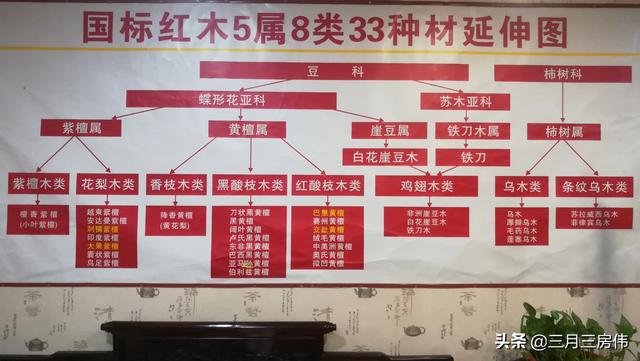 国标红木5属8类33种材延伸图
豆 科
柿树科
蝶形花亚科
苏木亚科
紫檀属
黄檀属
崖豆属
铁刀木属
柿树属
白花崖豆木
铁刀
紫檀木类
花梨木类
香枝木类
黑酸枝木类
红酸枝木类
鸡翅木类
乌木类
条纹乌木类
檀香紫檀
(小叶紫檀)
越柬紫檀
安达曼紫檀
刺猬紫檀
印度紫檀
大果紫檀
囊状紫檀
鸟足紫檀
降香黄檀
(黄花梨)
刀状黑黄檀
黑黄檀
阔叶黄檀
卢氏黑黄檀
东非黑黄檀
巴西黑黄檀
亚马孙黄檀
伯利兹黄檀
巴里黄檀
赛州黄檀
交趾黄檀
绒毛黄檀
中美洲黄檀
奥氏黄檀
微凹黄檀
非洲崖豆木
白花崖豆木
铁刀木
乌木
厚瓣乌木
毛药乌木
蓬塞乌木
苏拉威西乌木
菲律宾乌木
头条 @三月三房伟